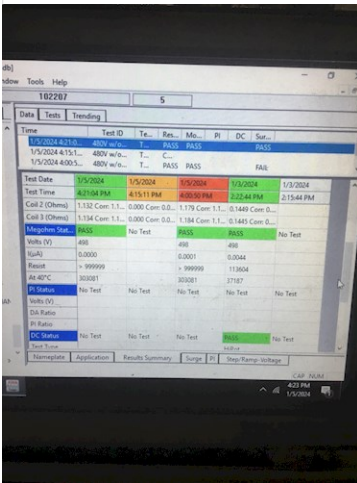 db]
ndow Tools Help
102207 5
Data Tests Trending
Time Test ID Te... Res... Mo... PI DC Sur...
1/5/2024 4:21:0... 480V w/o... T... PASS PASS PASS
1/5/2024 4:15:1... 480V w/o... T... C...
1/5/2024 4:00:5... 480V w/o... T... PASS PASS FAIL
Test Date 1/5/2024 1/5/2024 1/5/2024 1/3/2024 1/3/2024
Test Time 4:21:04 PM 4:15:11 PM 4:00:50 PM 2:22:44 PM 2:15:44 PM
Coil 2 (Ohms) 1.132 Corr: 1.1... 0.000 Corr: 0.0... 1.179 Corr: 1.1... 0.1449 Corr: 0....
Coil 3 (Ohms) 1.134 Corr: 1.1... 0.000 Corr: 0.0... 1.184 Corr: 1.1... 0.1445 Corr: 0....
Megohm Stat... PASS No Test PASS PASS No Test
Volts (V) 498 498 498
I(µA) 0.0000 0.0001 0.0044
Resist > 999999 > 999999 113604
At 40°C 303081 303081 37187
PI Status No Test No Test No Test No Test No Test
Volts (V)
DA Ratio
PI Ratio
DC Status No Test No Test No Test PASS No Test
Test Type HiPot
Nameplate Application Results Summary Surge PI Step/Ramp-Voltage
CAP NUM
4:23 PM
1/5/2024